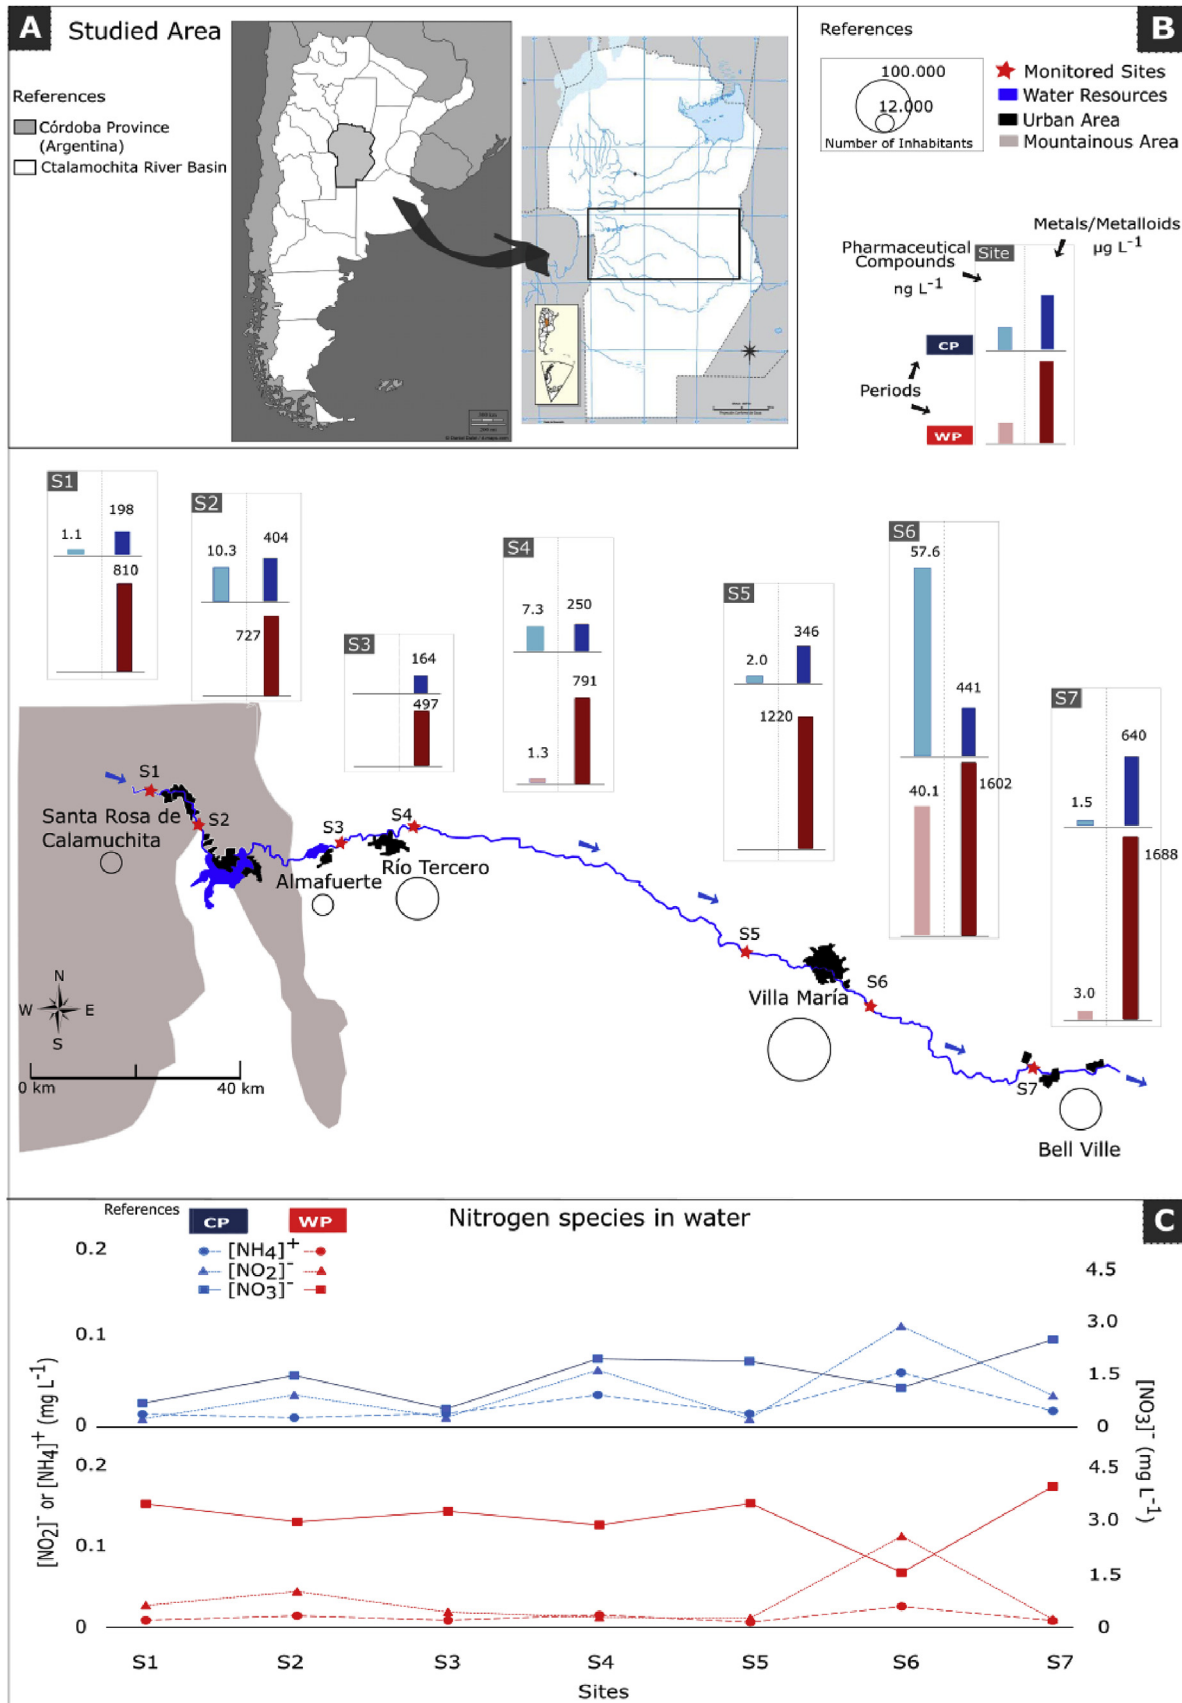 A
Studied Area
References
Córdoba Province
(Argentina)
Ctalamochita River Basin
B
References
100.000
12.000
Number of Inhabitants
Monitored Sites
Water Resources
Urban Area
Mountainous Area
Metals/Metalloids
µg L⁻¹
Pharmaceutical
Compounds
ng L⁻¹
Site
CP
Periods
WP
S1
1.1
198
810
S2
10.3
404
727
S3
164
497
S4
7.3
250
1.3
791
S5
2.0
346
1220
S6
57.6
441
40.1
1602
S7
1.5
640
3.0
1688
S1
Santa Rosa de
Calamuchita
S2
S3
Almafuerte
S4
Río Tercero
S5
Villa María
S6
S7
Bell Ville
N
W
E
S
0 km
40 km
C
References
CP
WP
Nitrogen species in water
[NH4]⁺
[NO2]⁻
[NO3]⁻
0.2
0.1
0
0.2
0.1
0
[NO2]⁻ or [NH4]⁺ (mg L⁻¹)
4.5
3.0
1.5
0
4.5
3.0
1.5
0
[NO3]⁻ (mg L⁻¹)
S1 S2 S3 S4 S5 S6 S7
Sites